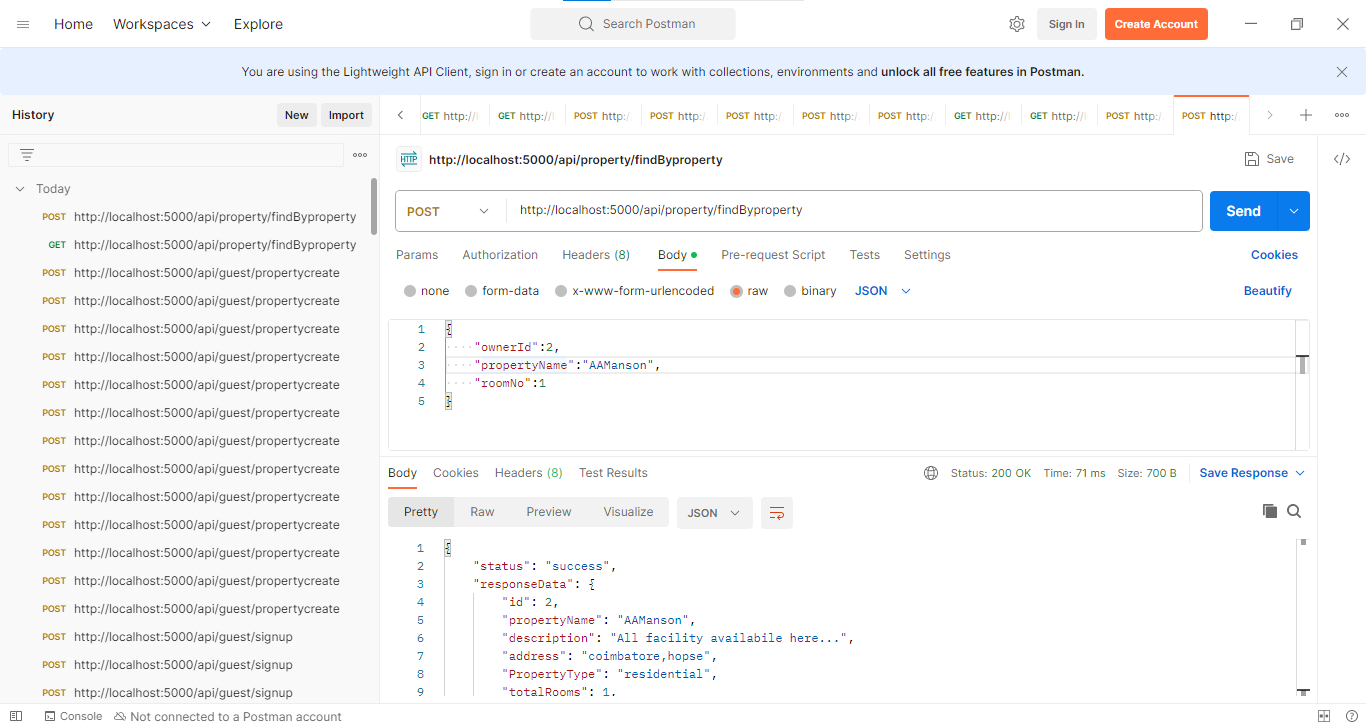 Home Workspaces Explore Search Postman Sign In Create Account
You are using the Lightweight API Client, sign in or create an account to work with collections, environments and unlock all free features in Postman.
History New Import
GET http://l GET http://l POST http:/ POST http:/ POST http:/ POST http:/ POST http:/ GET http://l GET http://l POST http:/ POST http:/
http://localhost:5000/api/property/findByproperty Save
Today
POST http://localhost:5000/api/property/findByproperty
GET http://localhost:5000/api/property/findByproperty
POST http://localhost:5000/api/guest/propertycreate
POST http://localhost:5000/api/guest/propertycreate
POST http://localhost:5000/api/guest/propertycreate
POST http://localhost:5000/api/guest/propertycreate
POST http://localhost:5000/api/guest/propertycreate
POST http://localhost:5000/api/guest/propertycreate
POST http://localhost:5000/api/guest/propertycreate
POST http://localhost:5000/api/guest/propertycreate
POST http://localhost:5000/api/guest/propertycreate
POST http://localhost:5000/api/guest/propertycreate
POST http://localhost:5000/api/guest/propertycreate
POST http://localhost:5000/api/guest/propertycreate
POST http://localhost:5000/api/guest/propertycreate
POST http://localhost:5000/api/guest/signup
POST http://localhost:5000/api/guest/signup
POST http://localhost:5000/api/guest/signup
HTTP
POST http://localhost:5000/api/property/findByproperty Send
Params Authorization Headers (8) Body Pre-request Script Tests Settings Cookies
none form-data x-www-form-urlencoded raw binary JSON Beautify
1 {
2 "ownerId":2,
3 "propertyName":"AAManson",
4 "roomNo":1
5 }
Body Cookies Headers (8) Test Results Status: 200 OK Time: 71 ms Size: 700 B Save Response
Pretty Raw Preview Visualize JSON
1 {
2 "status": "success",
3 "responseData": {
4 "id": 2,
5 "propertyName": "AAManson",
6 "description": "All facility availabile here...",
7 "address": "coimbatore,hopse",
8 "PropertyType": "residential",
9 "totalRooms": 1,
Console Not connected to a Postman account